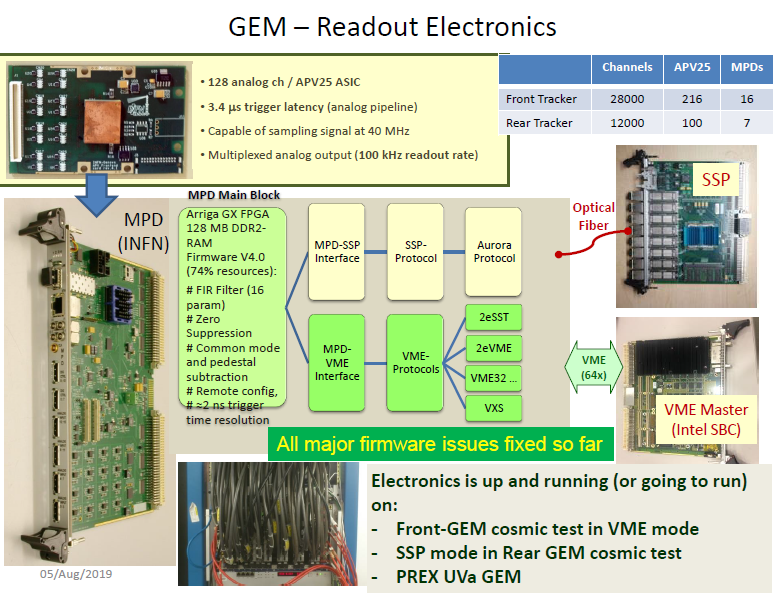 GEM – Readout Electronics
• 128 analog ch / APV25 ASIC
• 3.4 μs trigger latency (analog pipeline)
• Capable of sampling signal at 40 MHz
• Multiplexed analog output (100 kHz readout rate)
Channels APV25 MPDs
Front Tracker 28000 216 16
Rear Tracker 12000 100 7
MPD
(INFN)
MPD Main Block
Arriga GX FPGA
128 MB DDR2-
RAM
Firmware V4.0
(74% resources):
# FIR Filter (16
param)
# Zero
Suppression
# Common mode
and pedestal
subtraction
# Remote config,
# ≈2 ns trigger
time resolution
MPD-SSP
Interface
SSP-
Protocol
Aurora
Protocol
MPD-
VME
Interface
VME-
Protocols
2eSST
2eVME
VME32 ...
VXS
Optical
Fiber
SSP
VME
(64x)
VME Master
(Intel SBC)
All major firmware issues fixed so far
Electronics is up and running (or going to run)
on:
- Front-GEM cosmic test in VME mode
- SSP mode in Rear GEM cosmic test
- PREX UVa GEM
05/Aug/2019